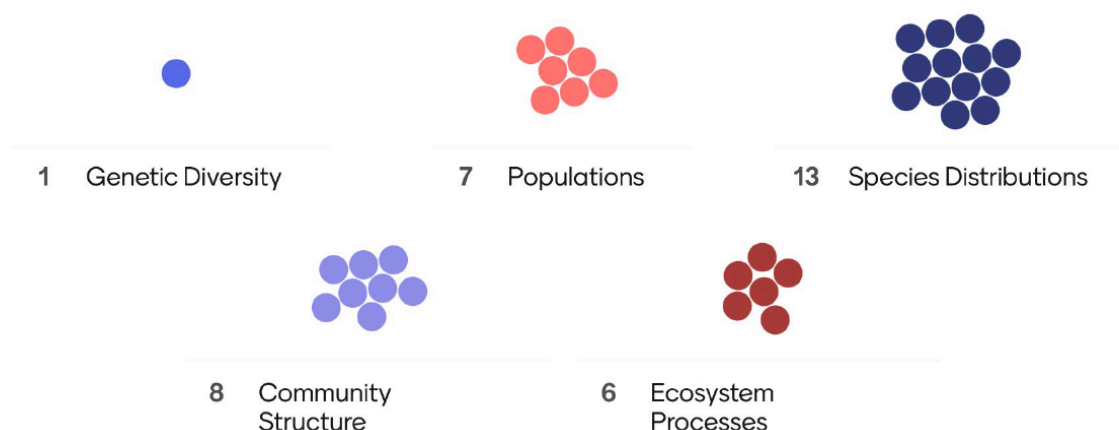 1 Genetic Diversity
7 Populations
13 Species Distributions
8 Community
Structure
6 Ecosystem
Processes